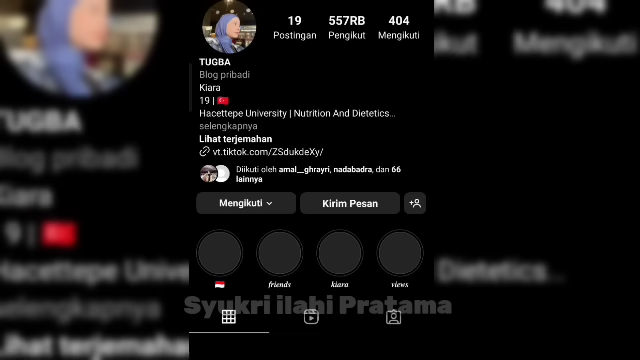 19 557RB 404
Postingan Pengikut Mengikuti
TUGBA
Blog pribadi
Kiara
19 |
Hacettepe University | Nutrition And Dietetics...
selengkapnya
Lihat terjemahan
vt.tiktok.com/ZSdukdeXy/
Diikuti oleh amal__ghrayri, nadabadra, dan 66
lainnya
Mengikuti Kirim Pesan
friends kiara views
Syukri ilahi Pratama